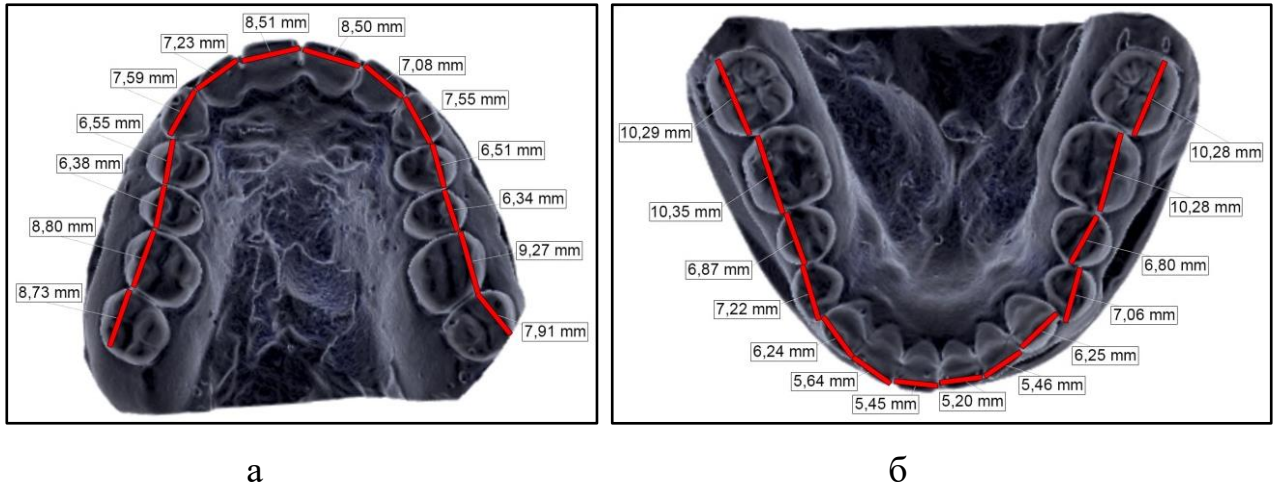 8,51 mm
8,50 mm
7,23 mm
7,08 mm
7,59 mm
7,55 mm
6,55 mm
6,51 mm
6,38 mm
6,34 mm
8,80 mm
9,27 mm
8,73 mm
7,91 mm
а
10,29 mm
10,28 mm
10,35 mm
10,28 mm
6,87 mm
6,80 mm
7,22 mm
7,06 mm
6,24 mm
6,25 mm
5,64 mm
5,46 mm
5,45 mm
5,20 mm
б